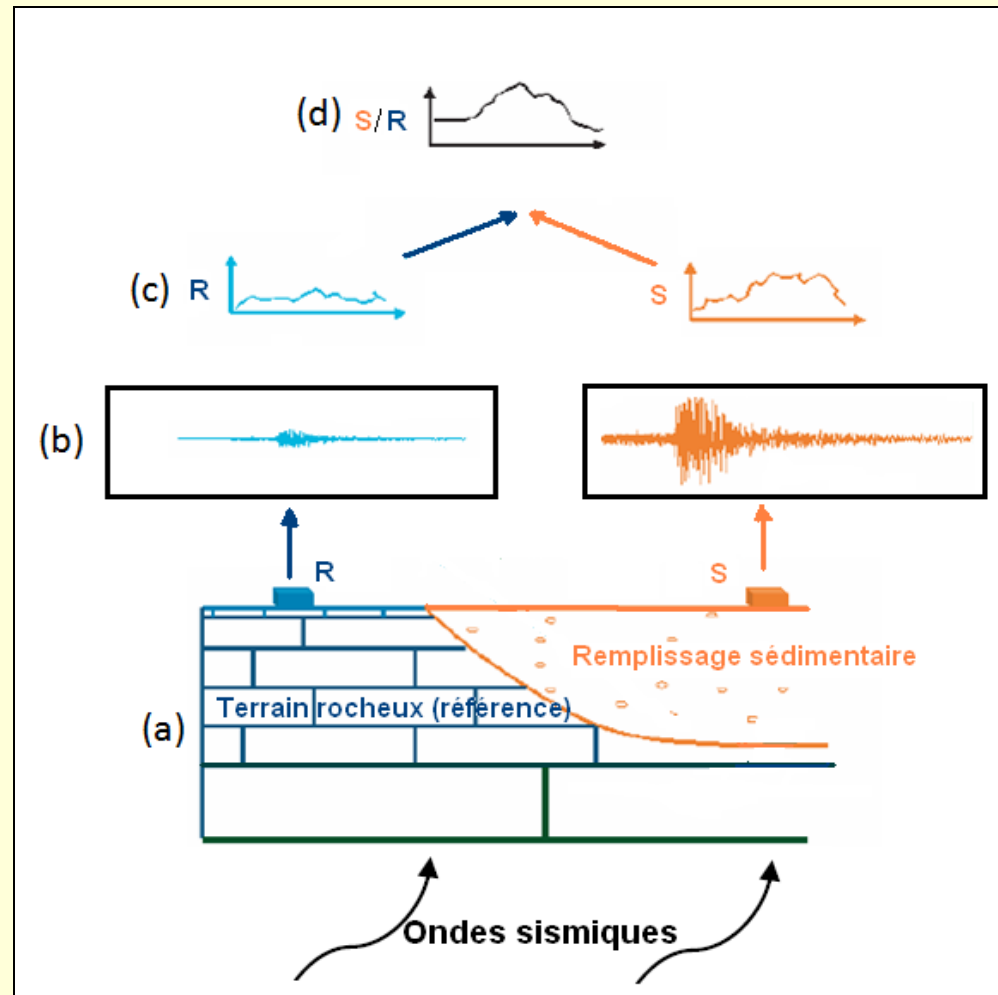 (d) S/R
(c) R
S
(b)
R
S
Remplissage sédimentaire
Terrain rocheux (référence)
(a)
Ondes sismiques